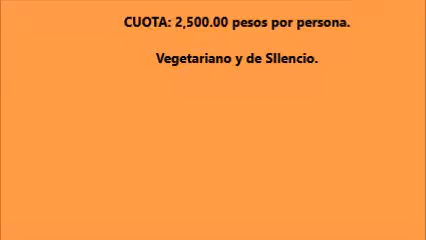 CUOTA: 2,500.00 pesos por persona.
Vegetariano y de SIlencio.